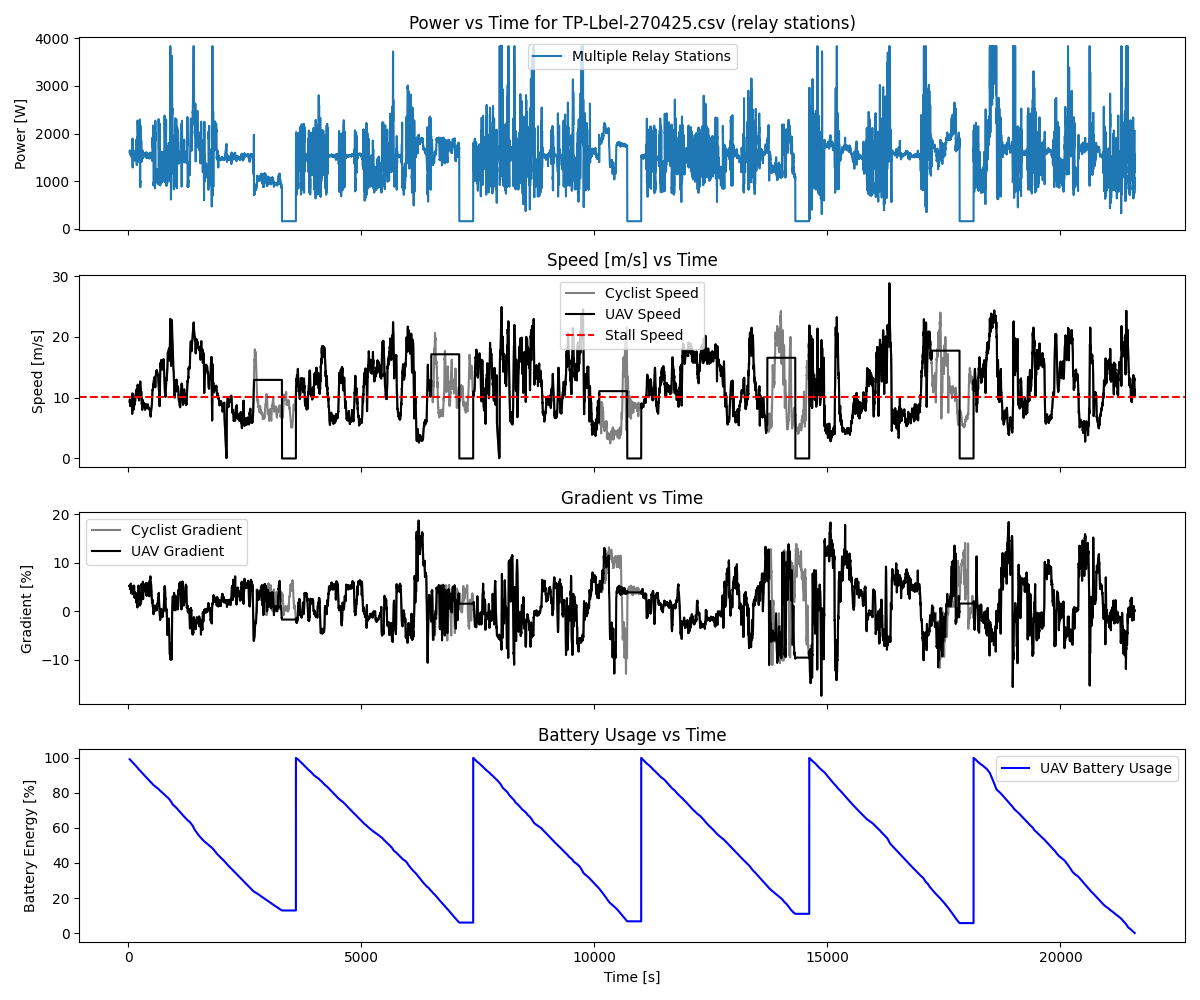 Power vs Time for TP-Lbel-270425.csv (relay stations)
4000
3000
2000
1000
0
Power [W]
Multiple Relay Stations
Speed [m/s] vs Time
30
20
10
0
Speed [m/s]
Cyclist Speed
UAV Speed
Stall Speed
Gradient vs Time
20
10
0
−10
Gradient [%]
Cyclist Gradient
UAV Gradient
Battery Usage vs Time
100
80
60
40
20
0
Battery Energy [%]
UAV Battery Usage
0
5000
10000
15000
20000
Time [s]